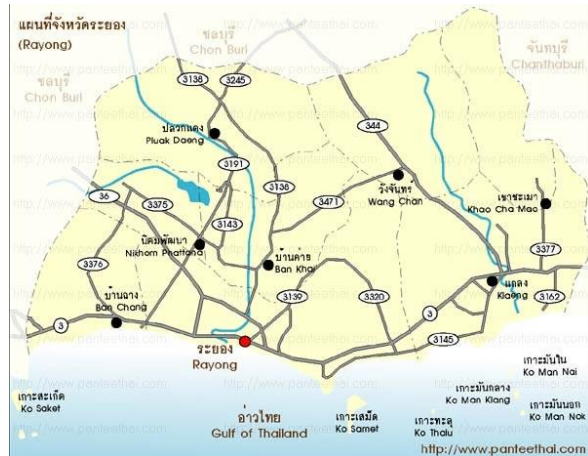 แผนที่จังหวัดระยอง
(Rayong)
ชลบุรี
Chon Buri
จันทบุรี
Chanthaburi
ชลบุรี
Chon Buri
3138
3245
344
ปลวกแดง
Pluak Daeng
3191
36
3375
3138
3471
วังจันทร์
Wang Chan
เขาชะเมา
Khao Cha Mao
3143
นิคมพัฒนา
Nikhom Phattana
บ้านค่าย
Ban Khai
3377
3376
บ้านฉาง
Ban Chang
3139
3320
แกลง
Klaeng
3162
3
3
3145
ระยอง
Rayong
เกาะมันใน
Ko Man Nai
เกาะมันกลาง
Ko Man Klang
เกาะมันนอก
Ko Man Nok
เกาะสะเก็ด
Ko Saket
อ่าวไทย
Gulf of Thailand
เกาะเสม็ด
Ko Samet
เกาะทะลุ
Ko Thalu
http://www.panteethai.com